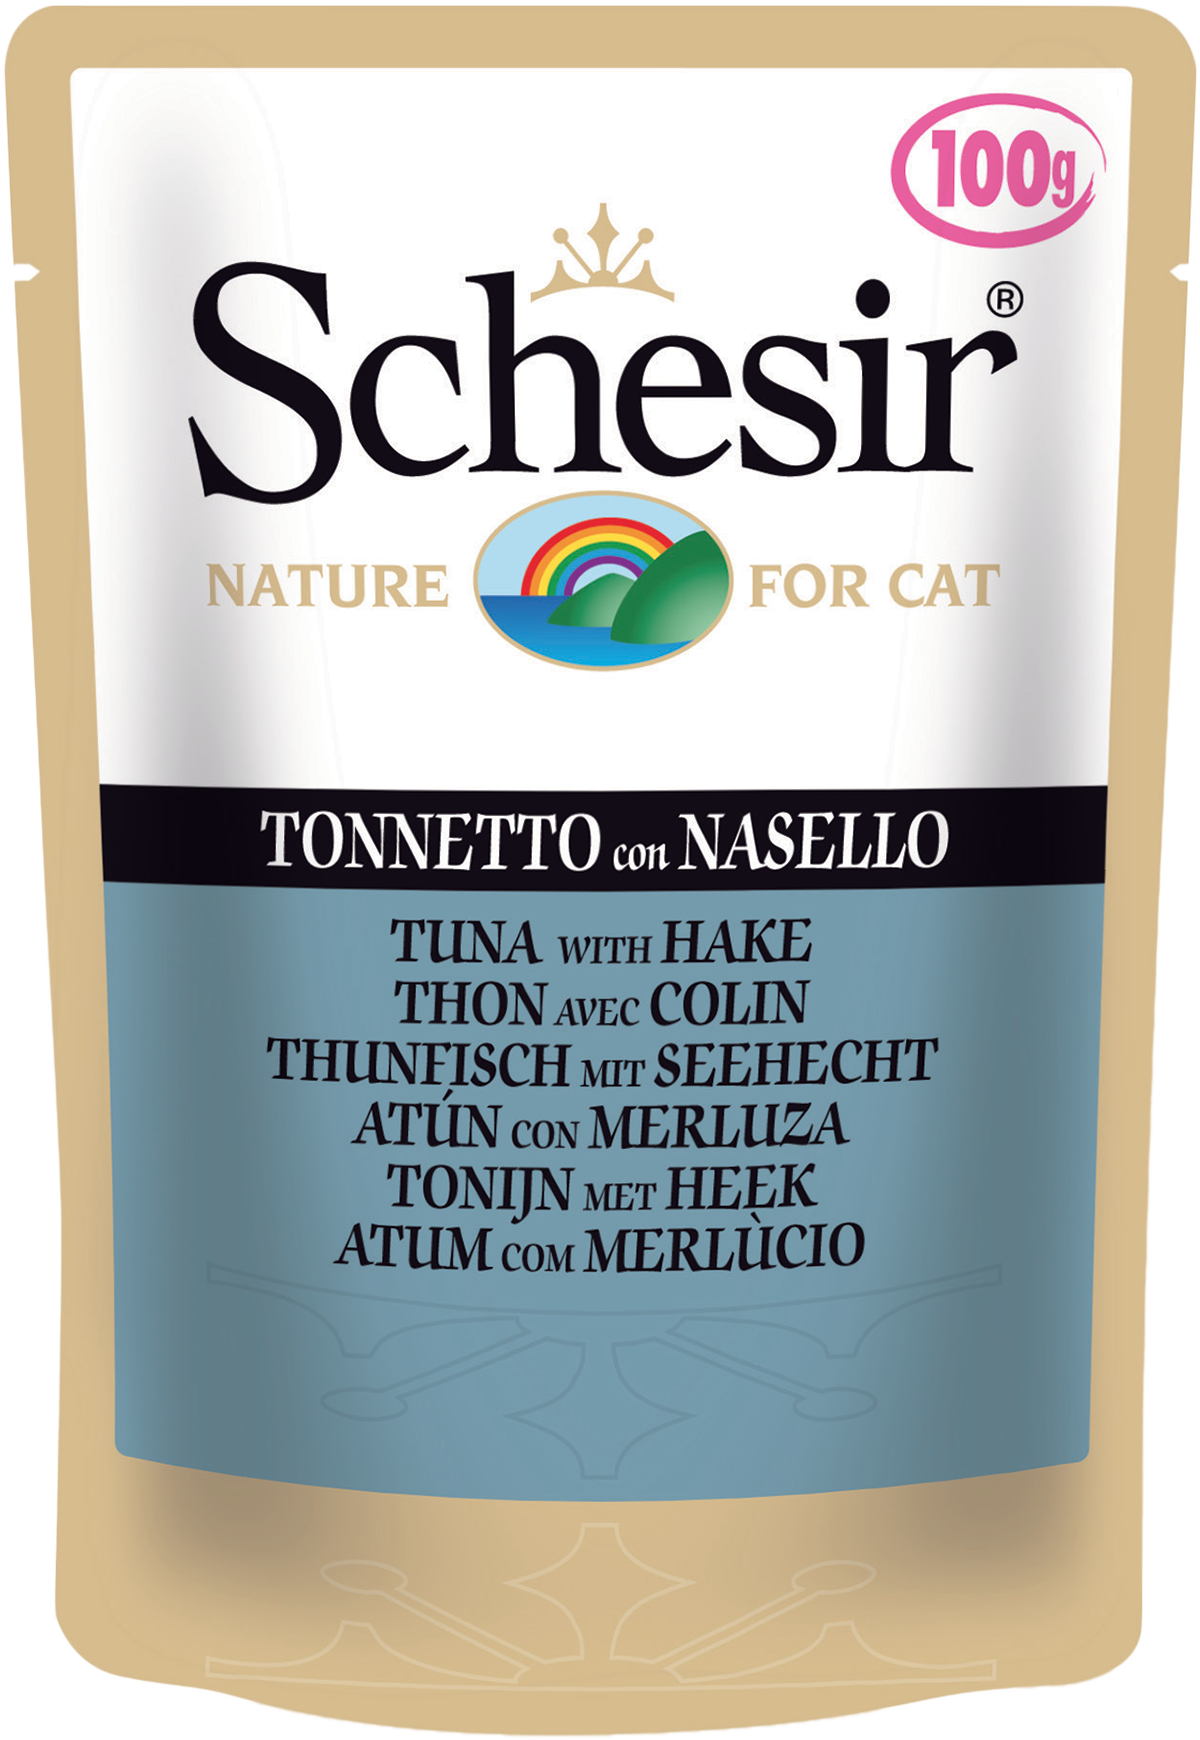 100g
Schesir®
NATURE FOR CAT
TONNETTO con NASELLO
TUNA WITH HAKE
THON AVEC COLIN
THUNFISCH MIT SEEHECHT
ATÚN CON MERLUZA
TONIJN MET HEEK
ATUM COM MERLÙCIO